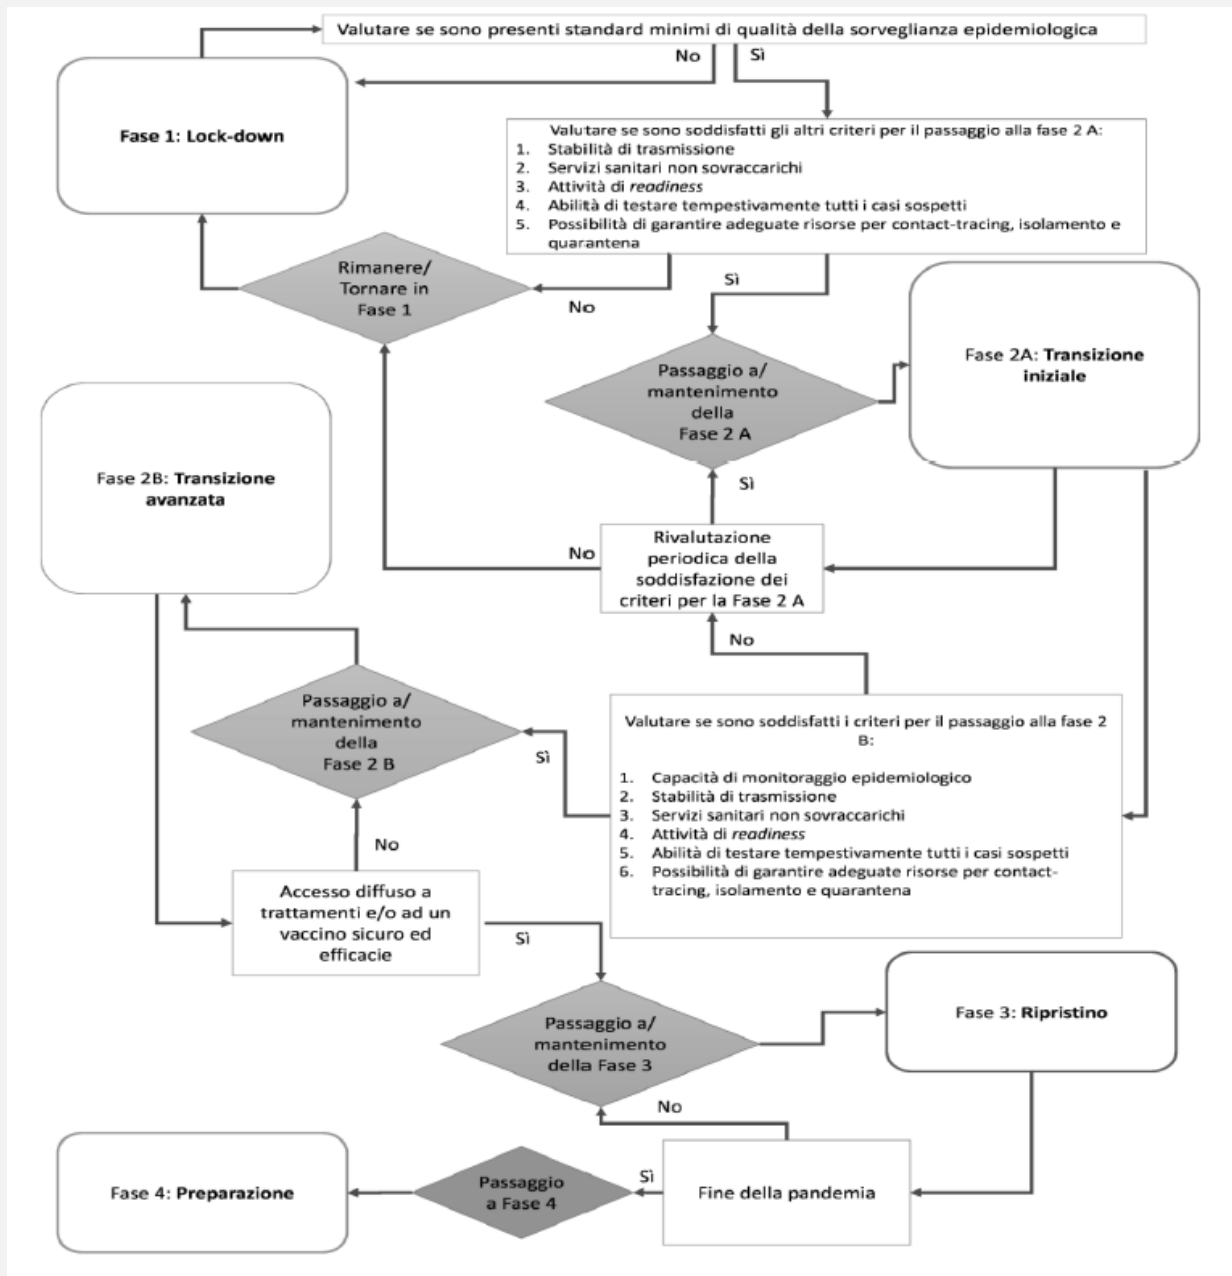 Valutare se sono presenti standard minimi di qualità della sorveglianza epidemiologica
No
Sì
Fase 1: Lock-down
Valutare se sono soddisfatti gli altri criteri per il passaggio alla fase 2 A:
1. Stabilità di trasmissione
2. Servizi sanitari non sovraccarichi
3. Attività di readiness
4. Abilità di testare tempestivamente tutti i casi sospetti
5. Possibilità di garantire adeguate risorse per contact-tracing, isolamento e
quarantena
Rimanere/
Tornare in
Fase 1
No
Sì
Passaggio a/
mantenimento
della
Fase 2 A
Fase 2A: Transizione
iniziale
Fase 2B: Transizione
avanzata
Sì
No
Rivalutazione
periodica della
soddisfazione dei
criteri per la Fase 2 A
No
Passaggio a/
mantenimento
della
Fase 2 B
Sì
Valutare se sono soddisfatti i criteri per il passaggio alla fase 2
B:
1. Capacità di monitoraggio epidemiologico
2. Stabilità di trasmissione
3. Servizi sanitari non sovraccarichi
4. Attività di readiness
5. Abilità di testare tempestivamente tutti i casi sospetti
6. Possibilità di garantire adeguate risorse per contact-
tracing, isolamento e quarantena
No
Accesso diffuso a
trattamenti e/o ad un
vaccino sicuro ed
efficacie
Sì
Passaggio a/
mantenimento
della Fase 3
Fase 3: Ripristino
No
Fine della pandemia
Sì
Passaggio
a Fase 4
Fase 4: Preparazione